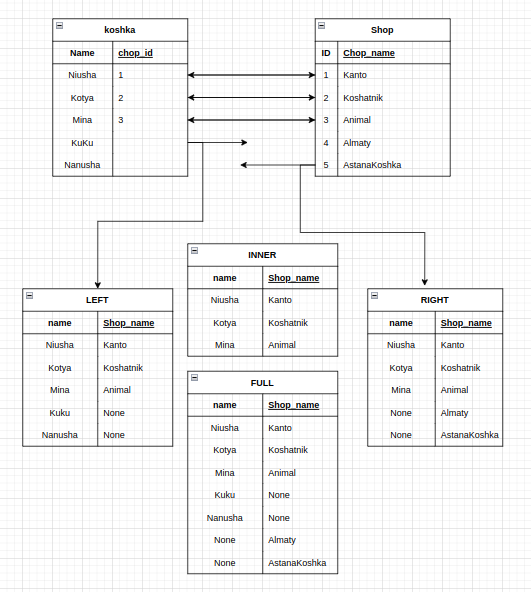 koshka
Name chop_id
Niusha 1
Kotya 2
Mina 3
KuKu
Nanusha
Shop
ID Chop_name
1 Kanto
2 Koshatnik
3 Animal
4 Almaty
5 AstanaKoshka
INNER
name Shop_name
Niusha Kanto
Kotya Koshatnik
Mina Animal
LEFT
name Shop_name
Niusha Kanto
Kotya Koshatnik
Mina Animal
Kuku None
Nanusha None
RIGHT
name Shop_name
Niusha Kanto
Kotya Koshatnik
Mina Animal
None Almaty
None AstanaKoshka
FULL
name Shop_name
Niusha Kanto
Kotya Koshatnik
Mina Animal
Kuku None
Nanusha None
None Almaty
None AstanaKoshka